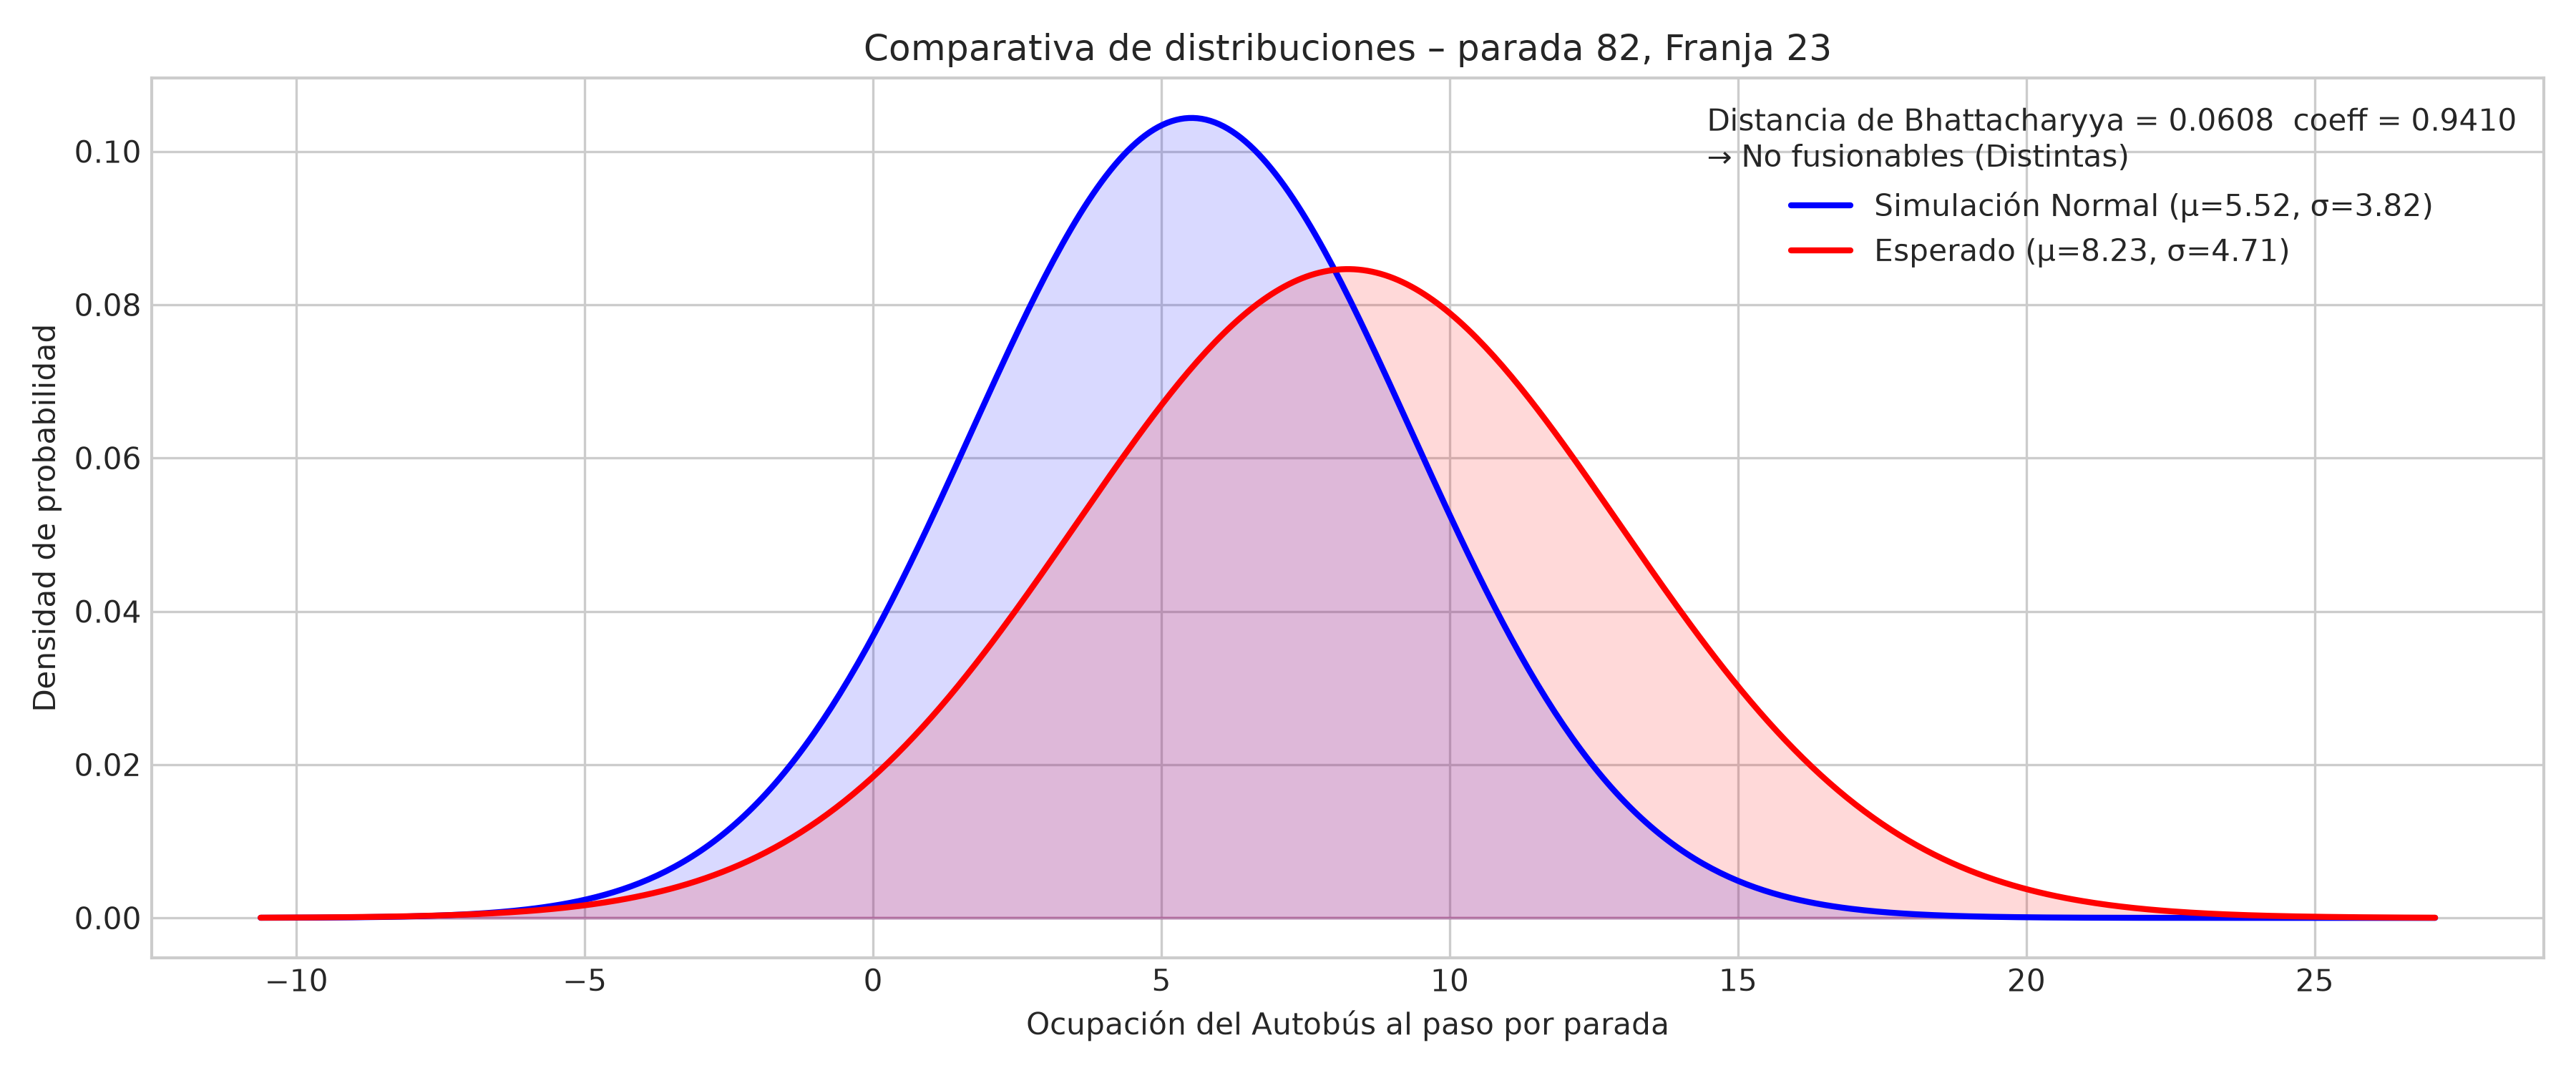 Comparativa de distribuciones – parada 82, Franja 23
Distancia de Bhattacharyya = 0.0608  coeff = 0.9410
→ No fusionables (Distintas)
Simulación Normal (μ=5.52, σ=3.82)
Esperado (μ=8.23, σ=4.71)
Densidad de probabilidad
0.10
0.08
0.06
0.04
0.02
0.00
−10 −5 0 5 10 15 20 25
Ocupación del Autobús al paso por parada